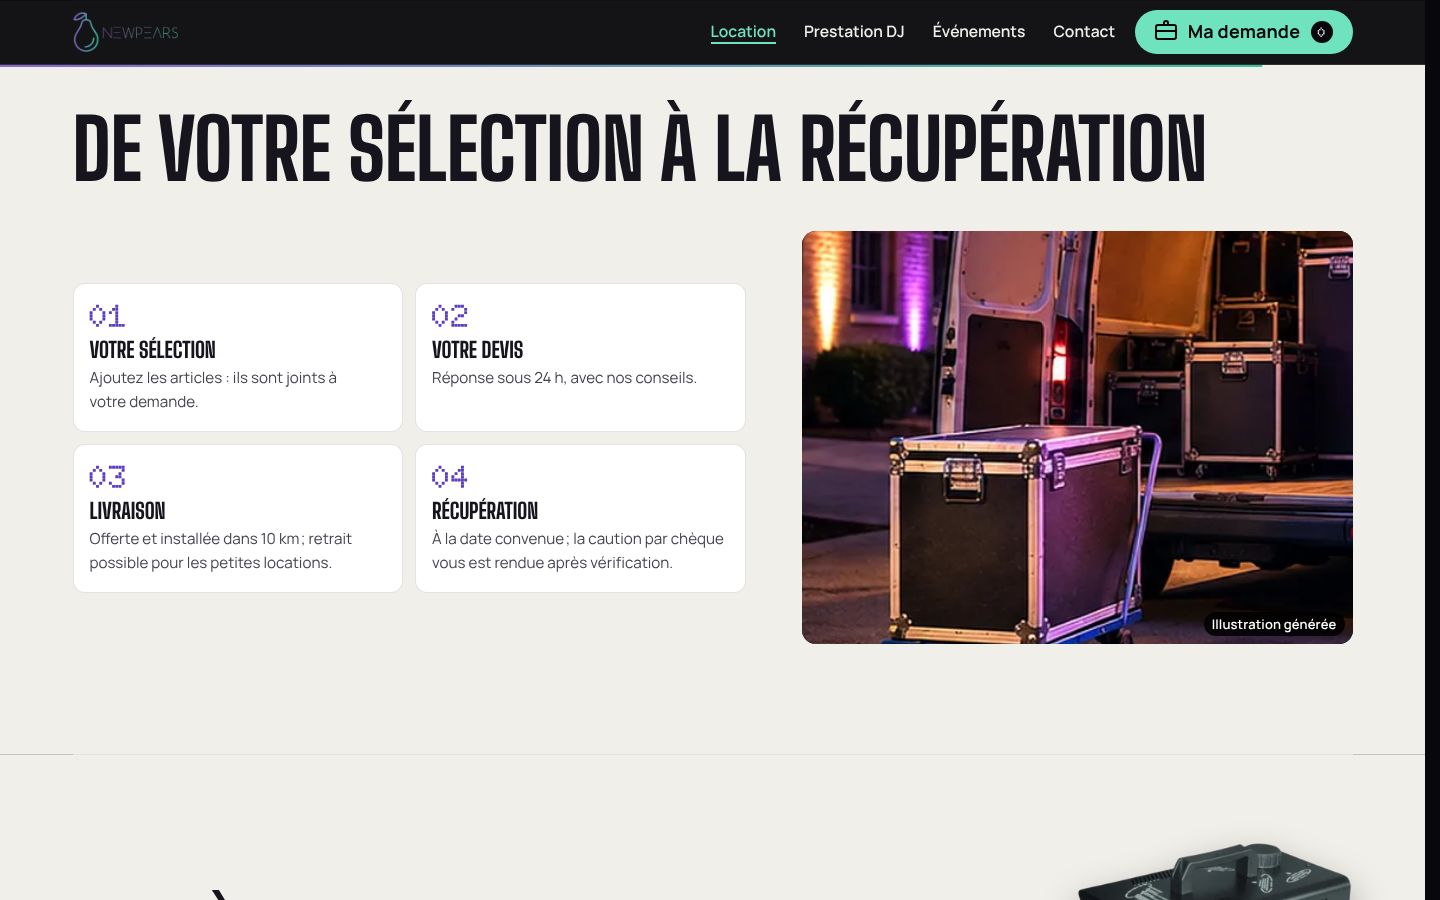 NEWPEARS
Location
Prestation DJ
Événements
Contact
Ma demande
0
DE VOTRE SÉLECTION À LA RÉCUPÉRATION
01
VOTRE SÉLECTION
Ajoutez les articles : ils sont joints à
votre demande.
02
VOTRE DEVIS
Réponse sous 24 h, avec nos conseils.
03
LIVRAISON
Offerte et installée dans 10 km ; retrait
possible pour les petites locations.
04
RÉCUPÉRATION
À la date convenue ; la caution par chèque
vous est rendue après vérification.
Illustration générée